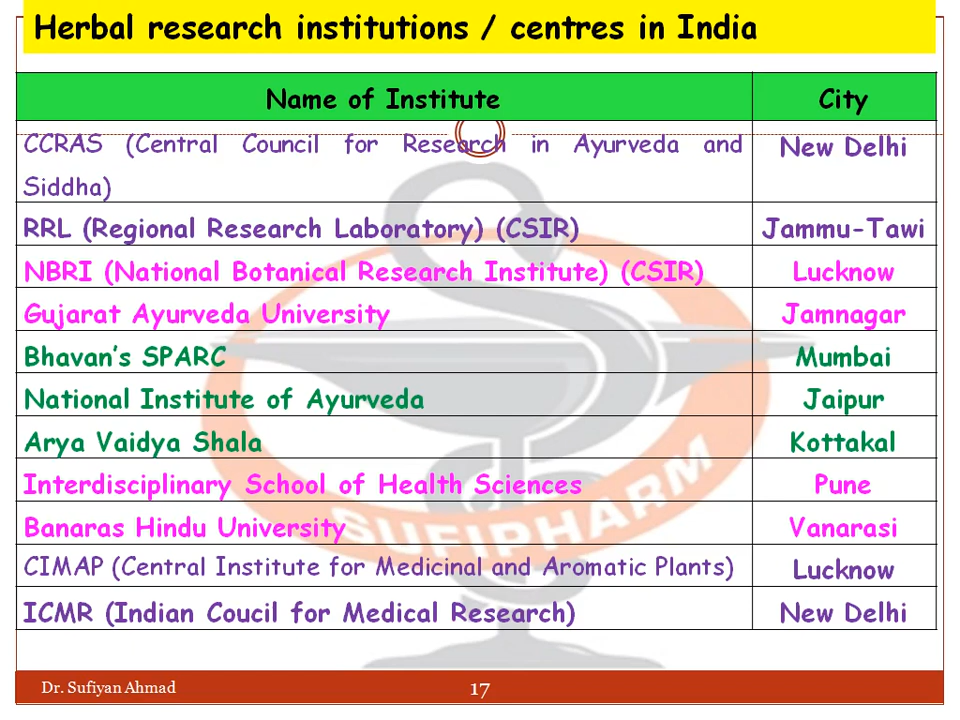 Herbal research institutions / centres in India
Name of Institute City
CCRAS (Central Council for Research in Ayurveda and New Delhi
Siddha)
RRL (Regional Research Laboratory) (CSIR) Jammu-Tawi
NBRI (National Botanical Research Institute) (CSIR) Lucknow
Gujarat Ayurveda University Jamnagar
Bhavan's SPARC Mumbai
National Institute of Ayurveda Jaipur
Arya Vaidya Shala Kottakal
Interdisciplinary School of Health Sciences Pune
Banaras Hindu University Vanarasi
CIMAP (Central Institute for Medicinal and Aromatic Plants) Lucknow
ICMR (Indian Coucil for Medical Research) New Delhi
SUFIPHARM
Dr. Sufiyan Ahmad 17